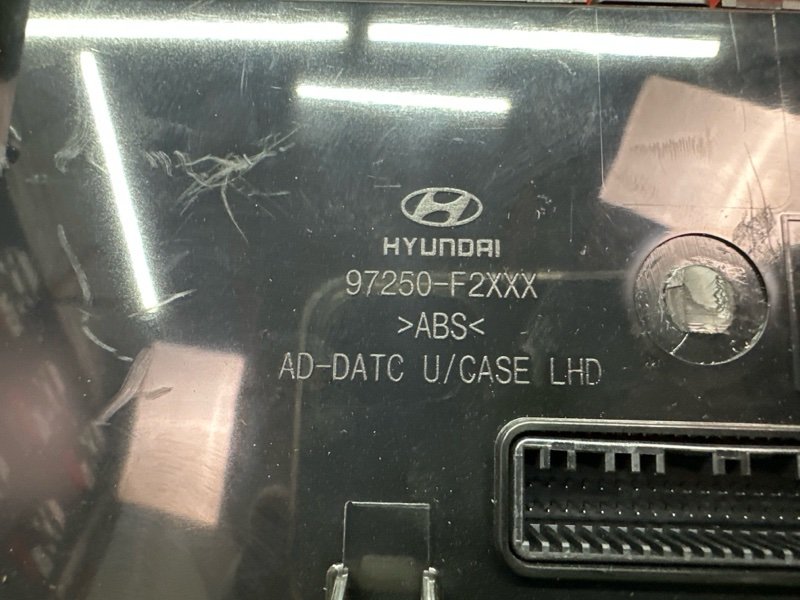 HYUNDAI
97250-F2XXX
>ABS<
AD-DATC U/CASE LHD